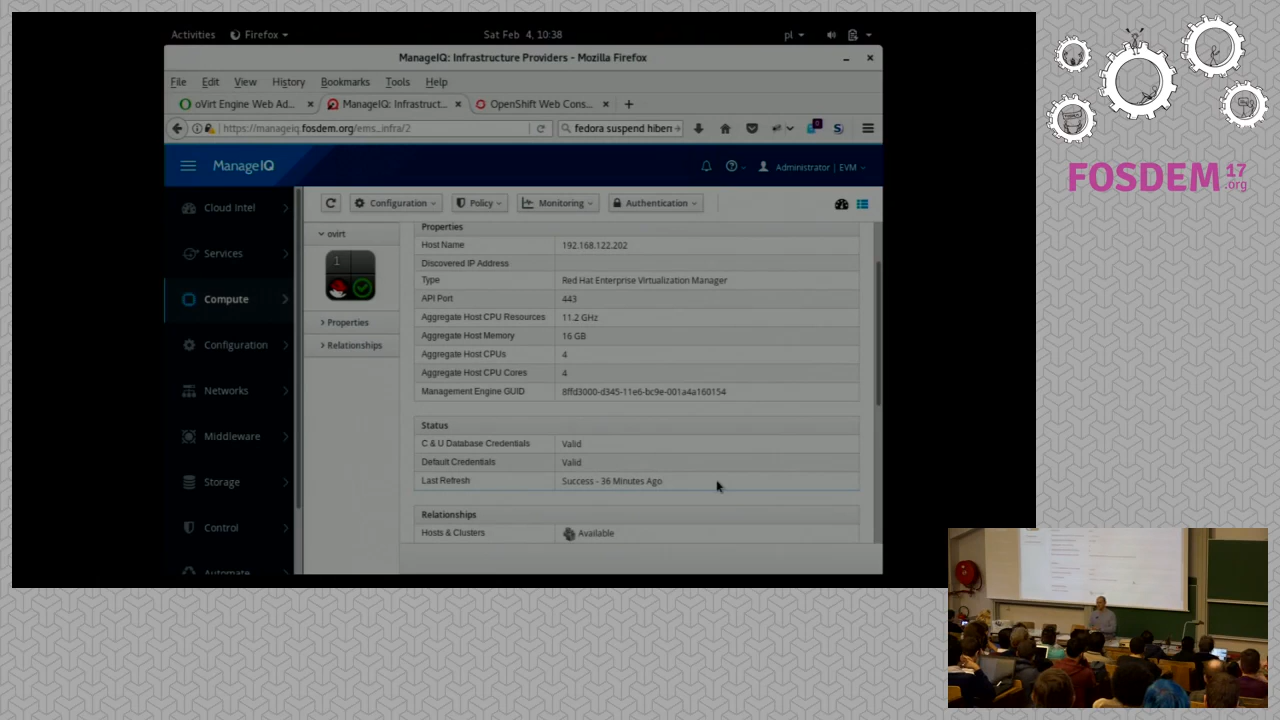 Activities Firefox Sat Feb 4, 10:38 pl
ManageIQ: Infrastructure Providers - Mozilla Firefox
File Edit View History Bookmarks Tools Help
oVirt Engine Web Ad... ManageIQ: Infrastruct... OpenShift Web Cons...
https://manageiq.fosdem.org/ems_infra/2 fedora suspend hiben 0
ManageIQ Administrator | EVM
Cloud Intel
Services
Compute
Configuration
Networks
Middleware
Storage
Control
Automate
Configuration Policy Monitoring Authentication
ovirt
1
Properties
Relationships
Properties
Host Name 192.168.122.202
Discovered IP Address
Type Red Hat Enterprise Virtualization Manager
API Port 443
Aggregate Host CPU Resources 11.2 GHz
Aggregate Host Memory 16 GB
Aggregate Host CPUs 4
Aggregate Host CPU Cores 4
Management Engine GUID 8ffd3000-d345-11e6-bc9e-001a4a160154
Status
C & U Database Credentials Valid
Default Credentials Valid
Last Refresh Success - 36 Minutes Ago
Relationships
Hosts & Clusters Available
FOSDEM 17
.org